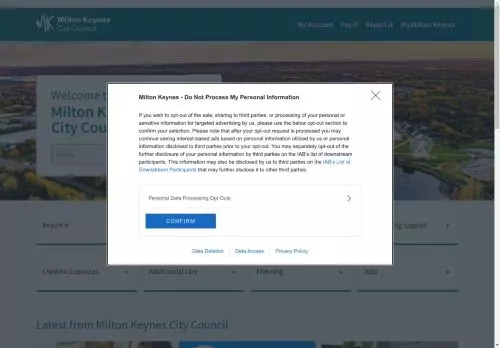 Milton Keynes
City Council
My Account Pay it Report it My Milton Keynes
Welcome to
Milton Keynes
City Council
Milton Keynes - Do Not Process My Personal Information
If you wish to opt-out of the sale, sharing to third parties, or processing of your personal or
sensitive information for targeted advertising by us, please use the below opt-out section to
confirm your selection. Please note that after your opt-out request is processed you may
continue seeing interest-based ads based on personal information utilized by us or personal
information disclosed to third parties prior to your opt-out. You may separately opt-out of the
further disclosure of your personal information by third parties on the IAB's list of downstream
participants. This information may also be disclosed by us to third parties on the IAB's List of
Downstream Participants that may further disclose it to other third parties.
Personal Data Processing Opt Outs
CONFIRM
Data Deletion Data Access Privacy Policy
Report it
support
Children's services Adult social care Planning Jobs
Latest from Milton Keynes City Council